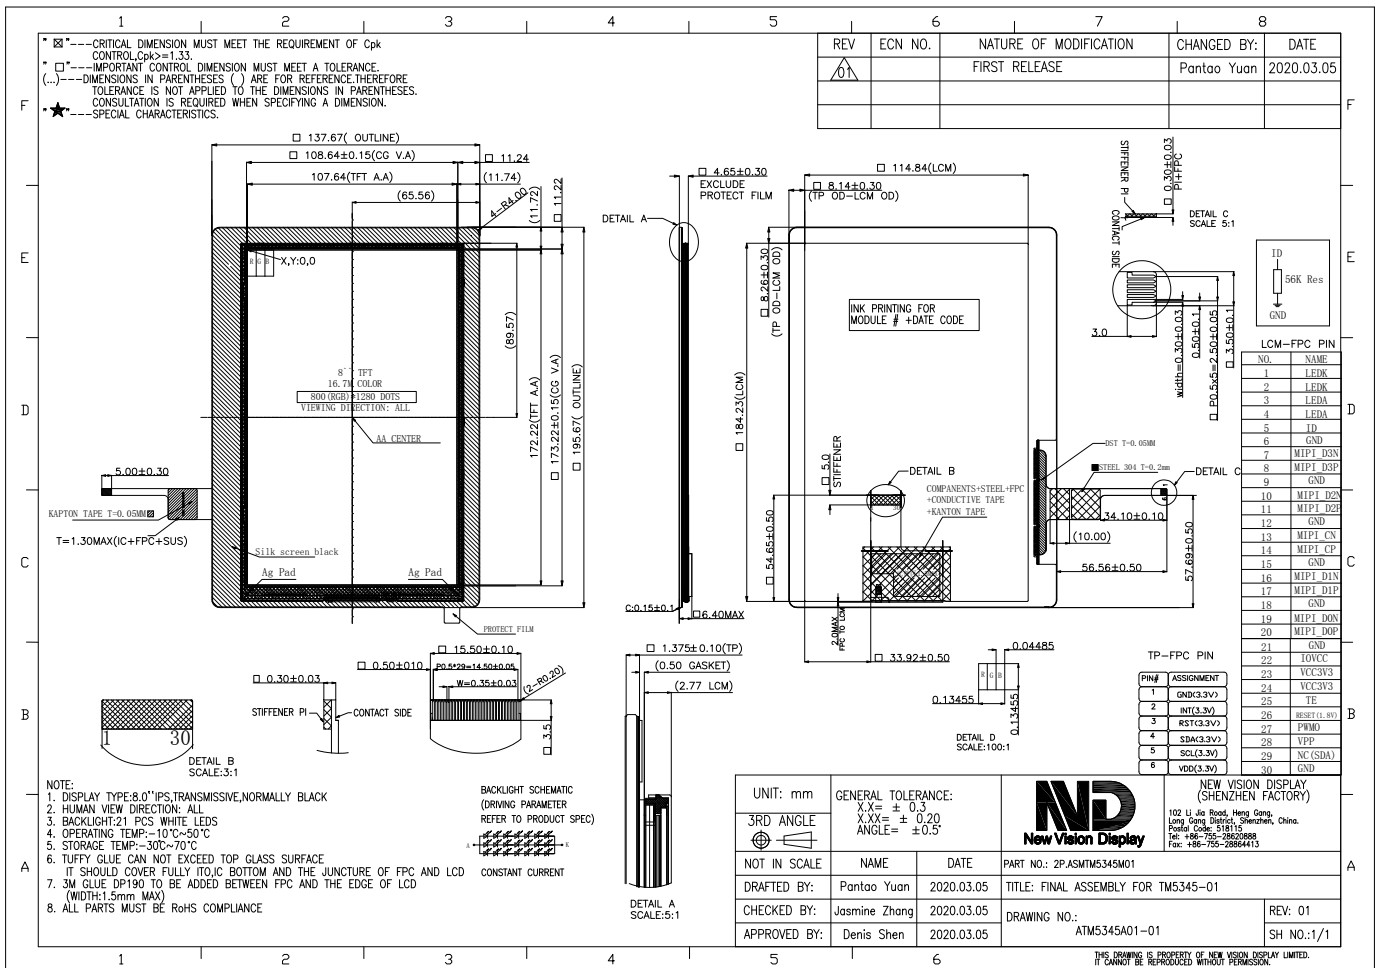 1 2 3 4 5 6 7 8
" ☒ "---CRITICAL DIMENSION MUST MEET THE REQUIREMENT OF Cpk
CONTROL,Cpk>=1.33.
" □ "---IMPORTANT CONTROL DIMENSION MUST MEET A TOLERANCE.
(...)---DIMENSIONS IN PARENTHESES ( ) ARE FOR REFERENCE.THEREFORE
TOLERANCE IS NOT APPLIED TO THE DIMENSIONS IN PARENTHESES.
CONSULTATION IS REQUIRED WHEN SPECIFYING A DIMENSION.
" ★ "---SPECIAL CHARACTERISTICS.
REV ECN NO. NATURE OF MODIFICATION CHANGED BY: DATE
01 FIRST RELEASE Pantao Yuan 2020.03.05
F F
E E
D D
C C
B B
A A
□ 137.67( OUTLINE)
□ 108.64±0.15(CG V.A)
□ 11.24
107.64(TFT A.A)
(11.74)
(65.56)
4-R4.00
(11.72)
□ 11.22
X,Y:0,0
R G B
(89.57)
172.22(TFT A.A)
□ 173.22±0.15(CG V.A)
□ 195.67( OUTLINE)
8'' TFT
16.7M COLOR
800(RGB)*1280 DOTS
VIEWING DIRECTION: ALL
AA CENTER
5.00±0.30
KAPTON TAPE T=0.05MM
T=1.30MAX(IC+FPC+SUS)
Silk screen black
Ag Pad
Ag Pad
PROTECT FILM
□ 4.65±0.30
EXCLUDE
PROTECT FILM
DETAIL A
C:0.15±0.1
□6.40MAX
□ 114.84(LCM)
□ 8.14±0.30
(TP OD-LCM OD)
□ 8.26±0.30
(TP OD-LCM OD)
□ 184.23(LCM)
INK PRINTING FOR
MODULE # +DATE CODE
□ 5.0
STIFFENER
DETAIL B
COMPONENTS+STEEL+FPC
+CONDUCTIVE TAPE
+KANTON TAPE
□ 54.65±0.50
2.0MAX
FPC TO LCM
□ 33.92±0.50
DST T=0.05MM
STEEL 304 T=0.2mm
DETAIL C
1
6
34.10±0.10
(10.00)
56.56±0.50
57.69±0.50
STIFFENER PI
CONTACT SIDE
□ 0.30±0.03
PI+FPC
DETAIL C
SCALE 5:1
3.0
width=0.30±0.03
0.50±0.1
□ P0.5x5=2.50±0.05
□ 3.50±0.1
ID
56K Res
GND
LCM-FPC PIN
NO. NAME
1 LEDK
2 LEDK
3 LEDA
4 LEDA
5 ID
6 GND
7 MIPI_D3N
8 MIPI_D3P
9 GND
10 MIPI_D2N
11 MIPI_D2P
12 GND
13 MIPI_CN
14 MIPI_CP
15 GND
16 MIPI_D1N
17 MIPI_D1P
18 GND
19 MIPI_D0N
20 MIPI_D0P
21 GND
22 IOVCC
23 VCC3V3
24 VCC3V3
25 TE
26 RESET(1.8V)
27 PWMO
28 VPP
29 NC(SDA)
30 GND
TP-FPC PIN
PIN# ASSIGNMENT
1 GND(3.3V)
2 INT(3.3V)
3 RST(3.3V)
4 SDA(3.3V)
5 SCL(3.3V)
6 VDD(3.3V)
1 30
DETAIL B
SCALE:3:1
□ 0.30±0.03
STIFFENER PI
CONTACT SIDE
□ 15.50±0.10
□ 0.50±010
P0.5*29=14.50±0.05
W=0.35±0.03
(2-R0.20)
□ 3.5
□ 1.375±0.10(TP)
(0.50 GASKET)
(2.77 LCM)
DETAIL A
SCALE:5:1
0.04485
R G B
0.13455
0.13455
DETAIL D
SCALE:100:1
NOTE:
1. DISPLAY TYPE:8.0''IPS,TRANSMISSIVE,NORMALLY BLACK
2. HUMAN VIEW DIRECTION: ALL
3. BACKLIGHT:21 PCS WHITE LEDS
4. OPERATING TEMP:-10°C~50°C
5. STORAGE TEMP:-30C~70°C
6. TUFFY GLUE CAN NOT EXCEED TOP GLASS SURFACE
IT SHOULD COVER FULLY ITO,IC BOTTOM AND THE JUNCTURE OF FPC AND LCD
7. 3M GLUE DP190 TO BE ADDED BETWEEN FPC AND THE EDGE OF LCD
(WIDTH:1.5mm MAX)
8. ALL PARTS MUST BE RoHS COMPLIANCE
BACKLIGHT SCHEMATIC
(DRIVING PARAMETER
REFER TO PRODUCT SPEC)
A K
CONSTANT CURRENT
UNIT: mm
3RD ANGLE
GENERAL TOLERANCE:
X.X= ± 0.3
X.XX= ± 0.20
ANGLE= ±0.5°
NVD
New Vision Display
NEW VISION DISPLAY
(SHENZHEN FACTORY)
102 Li Jia Road, Heng Gang,
Long Gang District, Shenzhen, China.
Postal Code: 518115
Tel: +86-755-28620888
Fax: +86-755-28864413
NOT IN SCALE NAME DATE PART NO.: 2P.ASMTM5345M01
DRAFTED BY: Pantao Yuan 2020.03.05 TITLE: FINAL ASSEMBLY FOR TM5345-01
CHECKED BY: Jasmine Zhang 2020.03.05 DRAWING NO.: REV: 01
APPROVED BY: Denis Shen 2020.03.05 ATM5345A01-01 SH NO.:1/1
1 2 3 4 5 6
THIS DRAWING IS PROPERTY OF NEW VISION DISPLAY LIMITED.
IT CANNOT BE REPRODUCED WITHOUT PERMISSION.